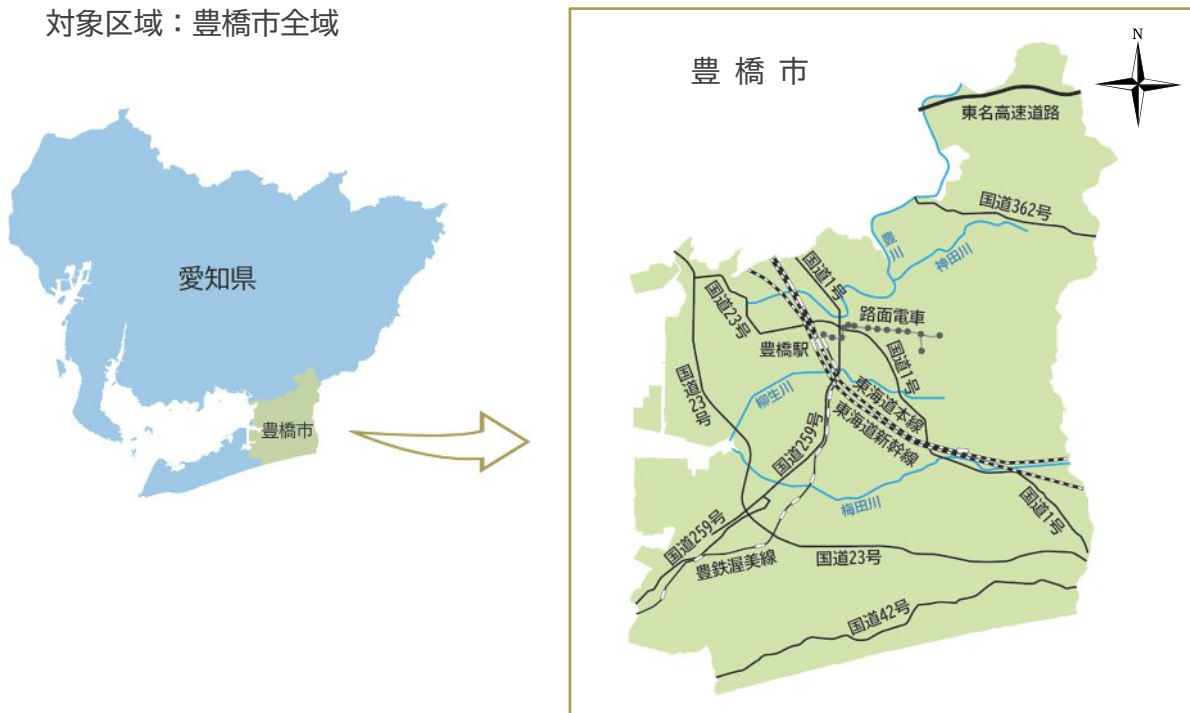 対象区域：豊橋市全域
愛知県
豊橋市
豊橋市
N
東名高速道路
国道362号
豊川
神田川
国道1号
国道23号
路面電車
豊橋駅
国道1号
国道23号
柳生川
東海道本線
東海道新幹線
国道259号
梅田川
国道1号
国道259号
豊鉄渥美線
国道23号
国道42号